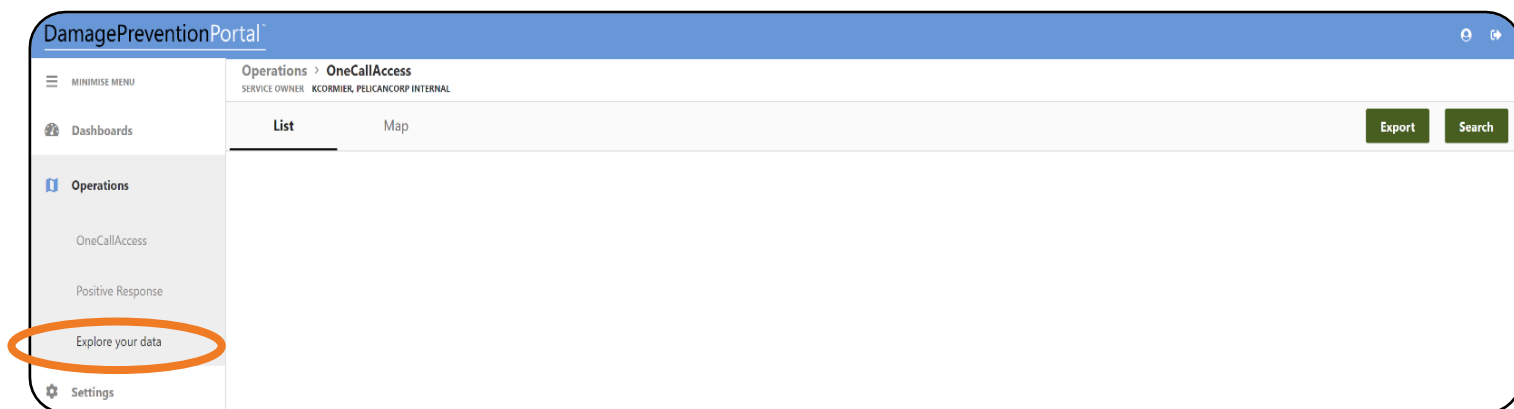 DamagePreventionPortal™
MINIMISE MENU
Dashboards
Operations
OneCallAccess
Positive Response
Explore your data
Settings
Operations > OneCallAccess
SERVICE OWNER KCORMIER, PELICANCORP INTERNAL
List Map Export Search